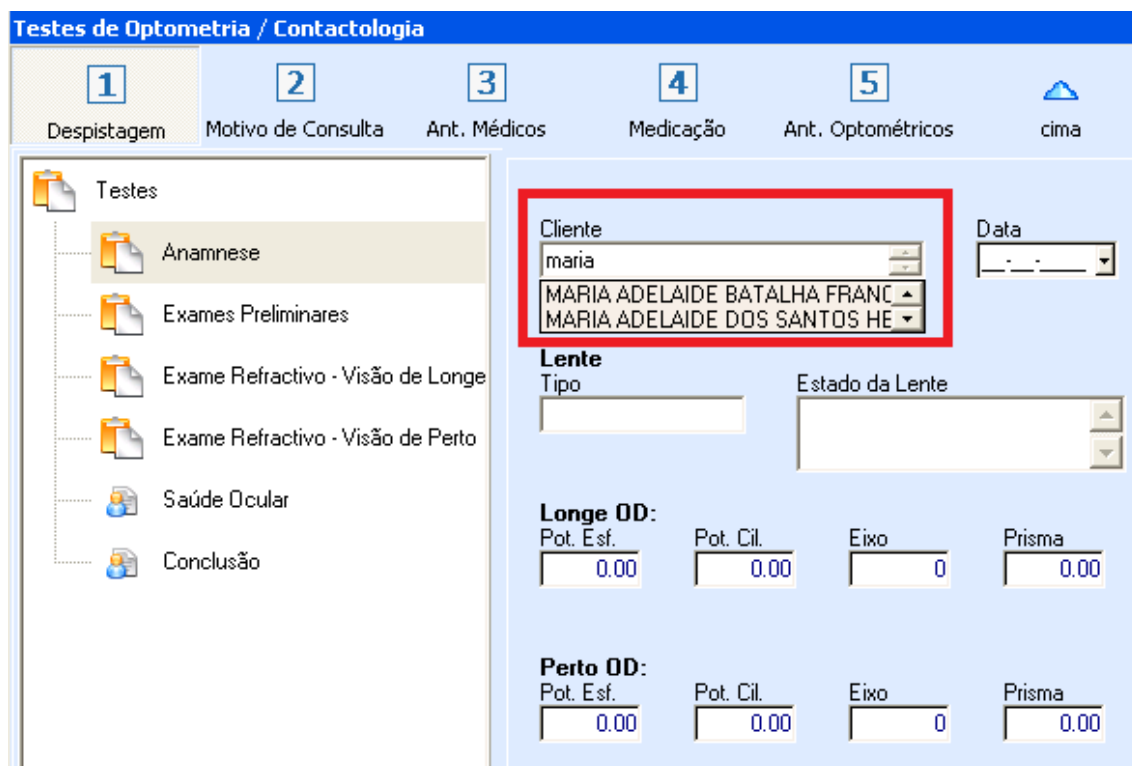 Testes de Optometria / Contactologia
1 2 3 4 5
Despistagem Motivo de Consulta Ant. Médicos Medicação Ant. Optométricos cima
Testes
Anamnese
Exames Preliminares
Exame Refractivo - Visão de Longe
Exame Refractivo - Visão de Perto
Saúde Ocular
Conclusão
Cliente Data
maria __-__-____
MARIA ADELAIDE BATALHA FRANC
MARIA ADELAIDE DOS SANTOS HE
Lente
Tipo Estado da Lente
Longe OD:
Pot. Esf. Pot. Cil. Eixo Prisma
0.00 0.00 0 0.00
Perto OD:
Pot. Esf. Pot. Cil. Eixo Prisma
0.00 0.00 0 0.00